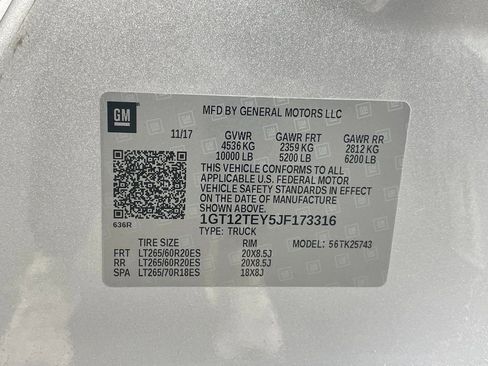 GM
MFD BY GENERAL MOTORS LLC
11/17 GVWR GAWR FRT GAWR RR
4536 KG 2359 KG 2812 KG
10000 LB 5200 LB 6200 LB
THIS VEHICLE CONFORMS TO ALL
APPLICABLE U.S. FEDERAL MOTOR
VEHICLE SAFETY STANDARDS IN EFFECT
ON THE DATE OF MANUFACTURE
SHOWN ABOVE.
636R 1GT12TEY5JF173316
TYPE: TRUCK
TIRE SIZE RIM MODEL: 56TK25743
FRT LT265/60R20ES 20X8.5J
RR LT265/60R20ES 20X8.5J
SPA LT265/70R18ES 18X8J